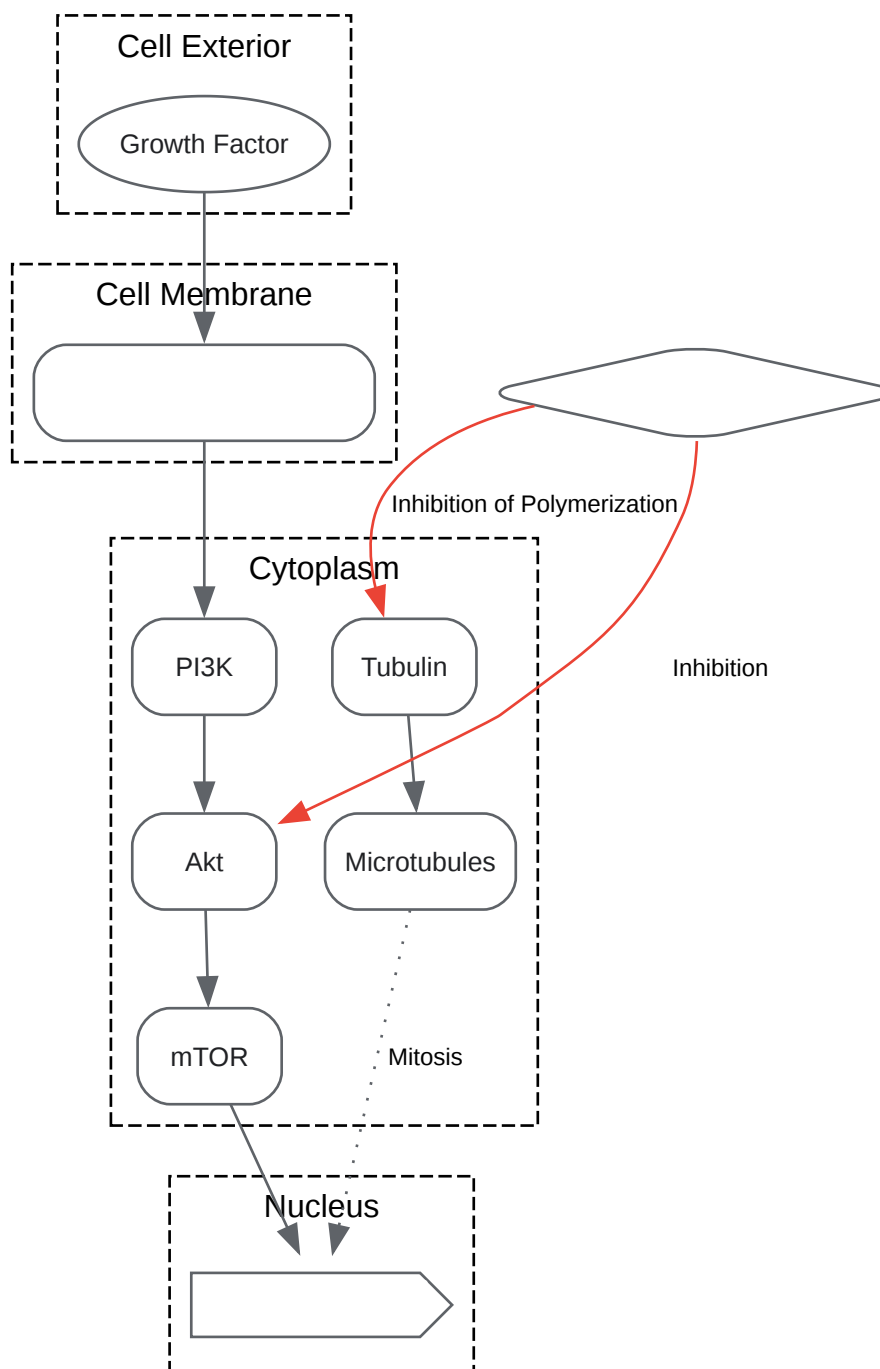 Cell Exterior
Growth Factor
Cell Membrane
Inhibition of Polymerization
Cytoplasm
PI3K
Tubulin
Inhibition
Akt
Microtubules
mTOR
Mitosis
Nucleus